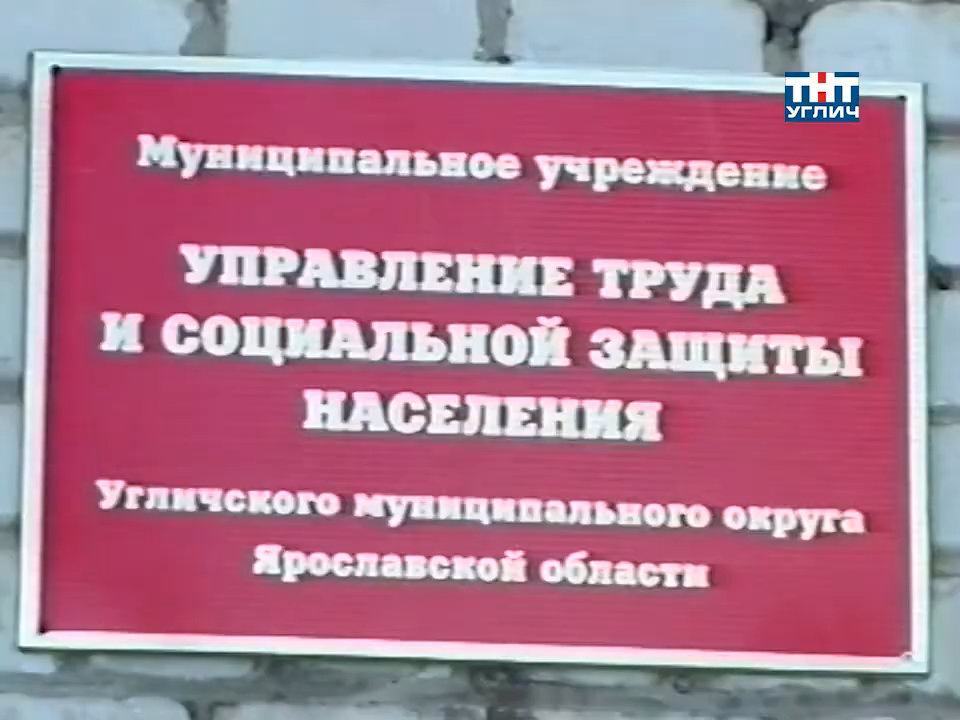 ТНТ
УГЛИЧ
Муниципальное учреждение
УПРАВЛЕНИЕ ТРУДА
И СОЦИАЛЬНОЙ ЗАЩИТЫ
НАСЕЛЕНИЯ
Угличского муниципального округа
Ярославской области